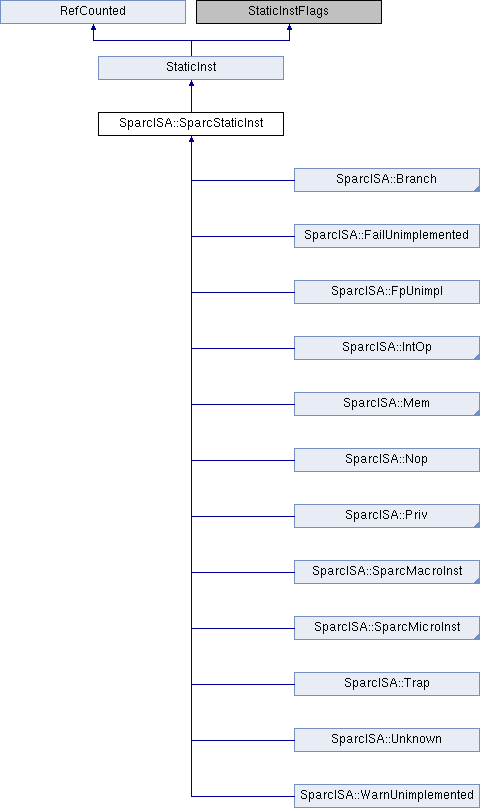 RefCounted
StaticInstFlags
StaticInst
SparcISA::SparcStaticInst
SparcISA::Branch
SparcISA::FailUnimplemented
SparcISA::FpUnimpl
SparcISA::IntOp
SparcISA::Mem
SparcISA::Nop
SparcISA::Priv
SparcISA::SparcMacroInst
SparcISA::SparcMicroInst
SparcISA::Trap
SparcISA::Unknown
SparcISA::WarnUnimplemented